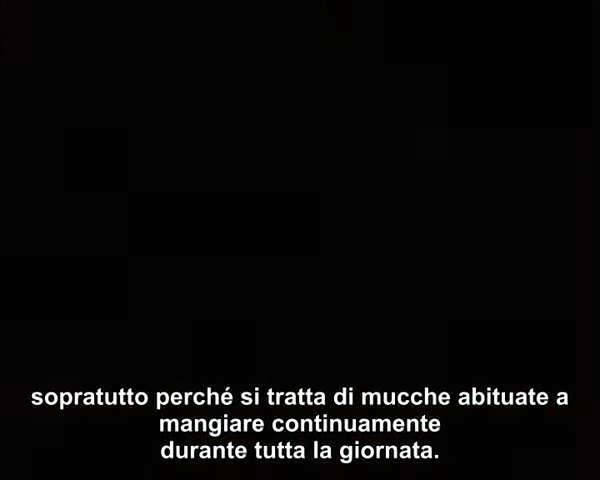 sopratutto perché si tratta di mucche abituate a
mangiare continuamente
durante tutta la giornata.